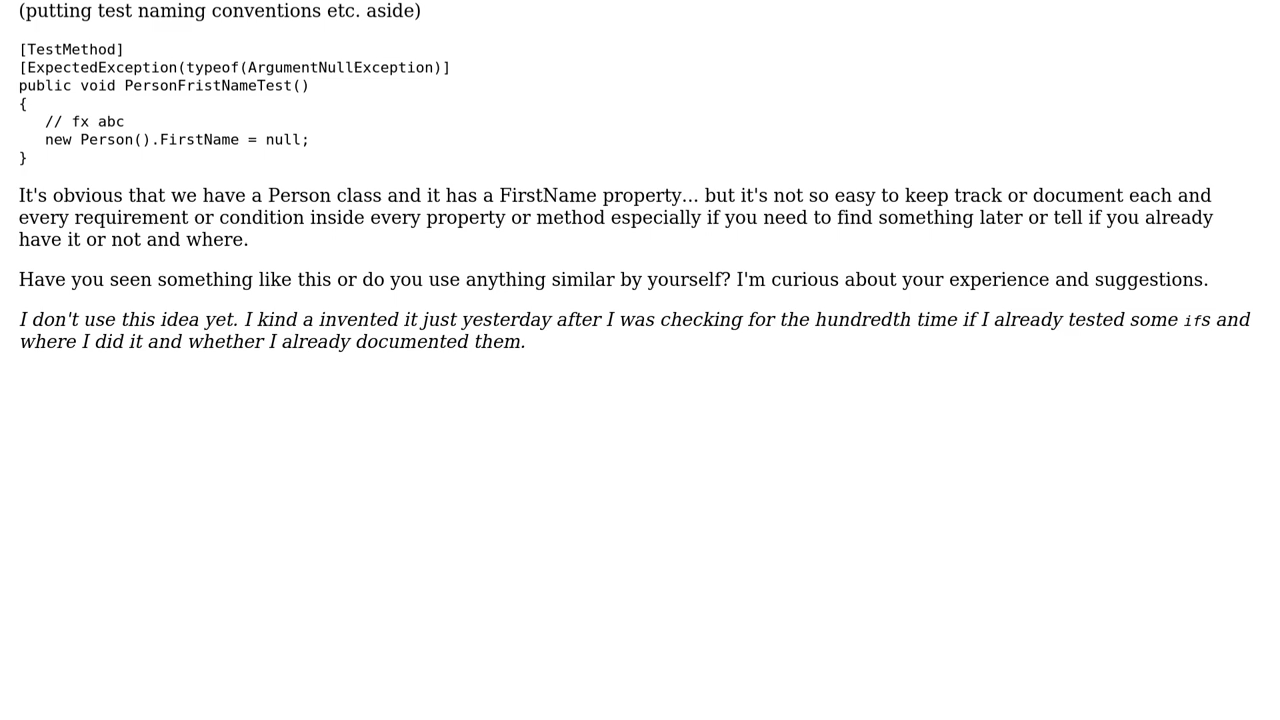 (putting test naming conventions etc. aside)
[TestMethod]
[ExpectedException(typeof(ArgumentNullException)]
public void PersonFristNameTest()
{
   // fx abc
   new Person().FirstName = null;
}
It's obvious that we have a Person class and it has a FirstName property... but it's not so easy to keep track or document each and
every requirement or condition inside every property or method especially if you need to find something later or tell if you already
have it or not and where.
Have you seen something like this or do you use anything similar by yourself? I'm curious about your experience and suggestions.
I don't use this idea yet. I kind a invented it just yesterday after I was checking for the hundredth time if I already tested some ifs and
where I did it and whether I already documented them.